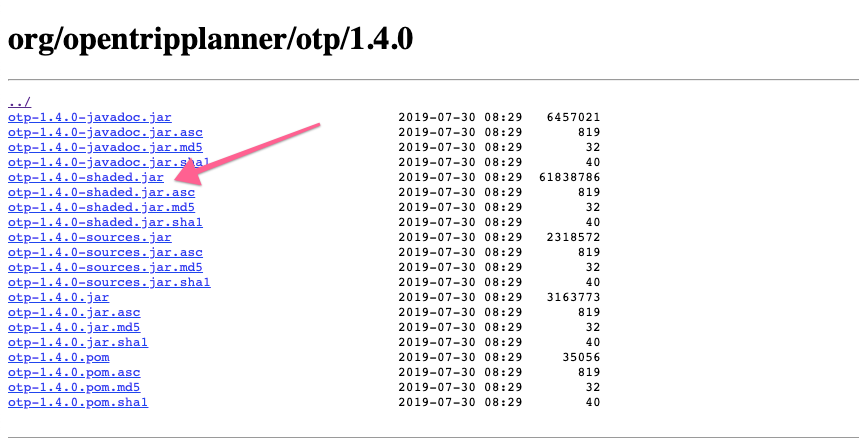 org/opentripplanner/otp/1.4.0
../
otp-1.4.0-javadoc.jar 2019-07-30 08:29 6457021
otp-1.4.0-javadoc.jar.asc 2019-07-30 08:29 819
otp-1.4.0-javadoc.jar.md5 2019-07-30 08:29 32
otp-1.4.0-javadoc.jar.sha1 2019-07-30 08:29 40
otp-1.4.0-shaded.jar 2019-07-30 08:29 61838786
otp-1.4.0-shaded.jar.asc 2019-07-30 08:29 819
otp-1.4.0-shaded.jar.md5 2019-07-30 08:29 32
otp-1.4.0-shaded.jar.sha1 2019-07-30 08:29 40
otp-1.4.0-sources.jar 2019-07-30 08:29 2318572
otp-1.4.0-sources.jar.asc 2019-07-30 08:29 819
otp-1.4.0-sources.jar.md5 2019-07-30 08:29 32
otp-1.4.0-sources.jar.sha1 2019-07-30 08:29 40
otp-1.4.0.jar 2019-07-30 08:29 3163773
otp-1.4.0.jar.asc 2019-07-30 08:29 819
otp-1.4.0.jar.md5 2019-07-30 08:29 32
otp-1.4.0.jar.sha1 2019-07-30 08:29 40
otp-1.4.0.pom 2019-07-30 08:29 35056
otp-1.4.0.pom.asc 2019-07-30 08:29 819
otp-1.4.0.pom.md5 2019-07-30 08:29 32
otp-1.4.0.pom.sha1 2019-07-30 08:29 40